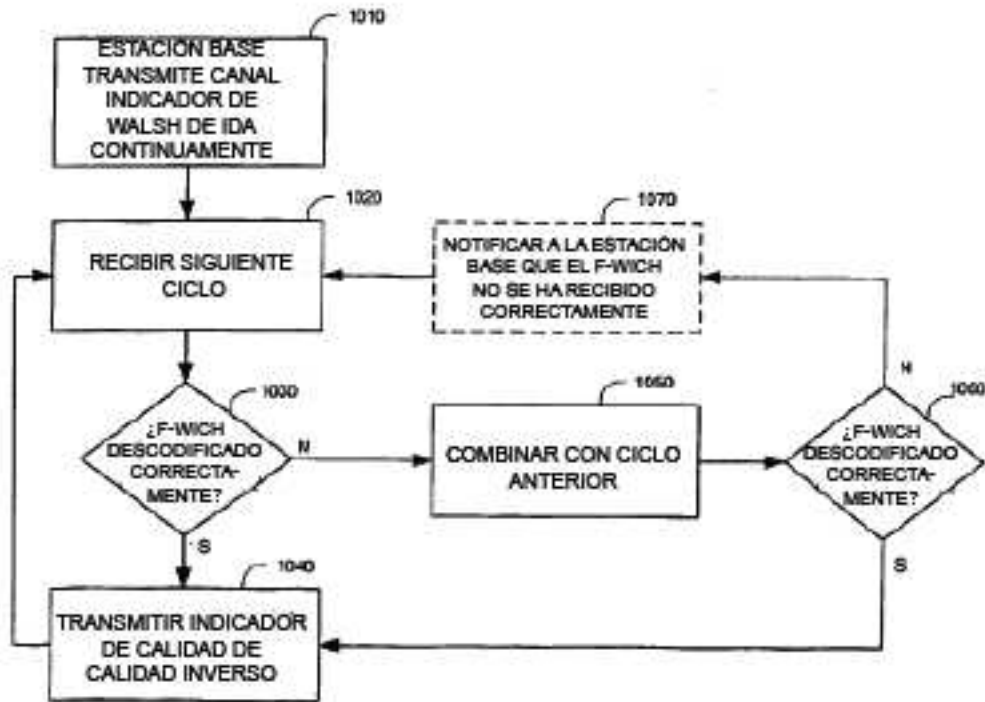 1010
ESTACIÓN BASE
TRANSMITE CANAL
INDICADOR DE
WALSH DE IDA
CONTINUAMENTE
1020
RECIBIR SIGUIENTE
CICLO
1070
NOTIFICAR A LA ESTACIÓN
BASE QUE EL F-WICH
NO SE HA RECIBIDO
CORRECTAMENTE
1030
¿F-WICH
DESCODIFICADO
CORRECTA-
MENTE?
N
S
1050
COMBINAR CON CICLO
ANTERIOR
N
1060
¿F-WICH
DESCODIFICADO
CORRECTA-
MENTE?
S
1040
TRANSMITIR INDICADOR
DE CALIDAD DE
CALIDAD INVERSO